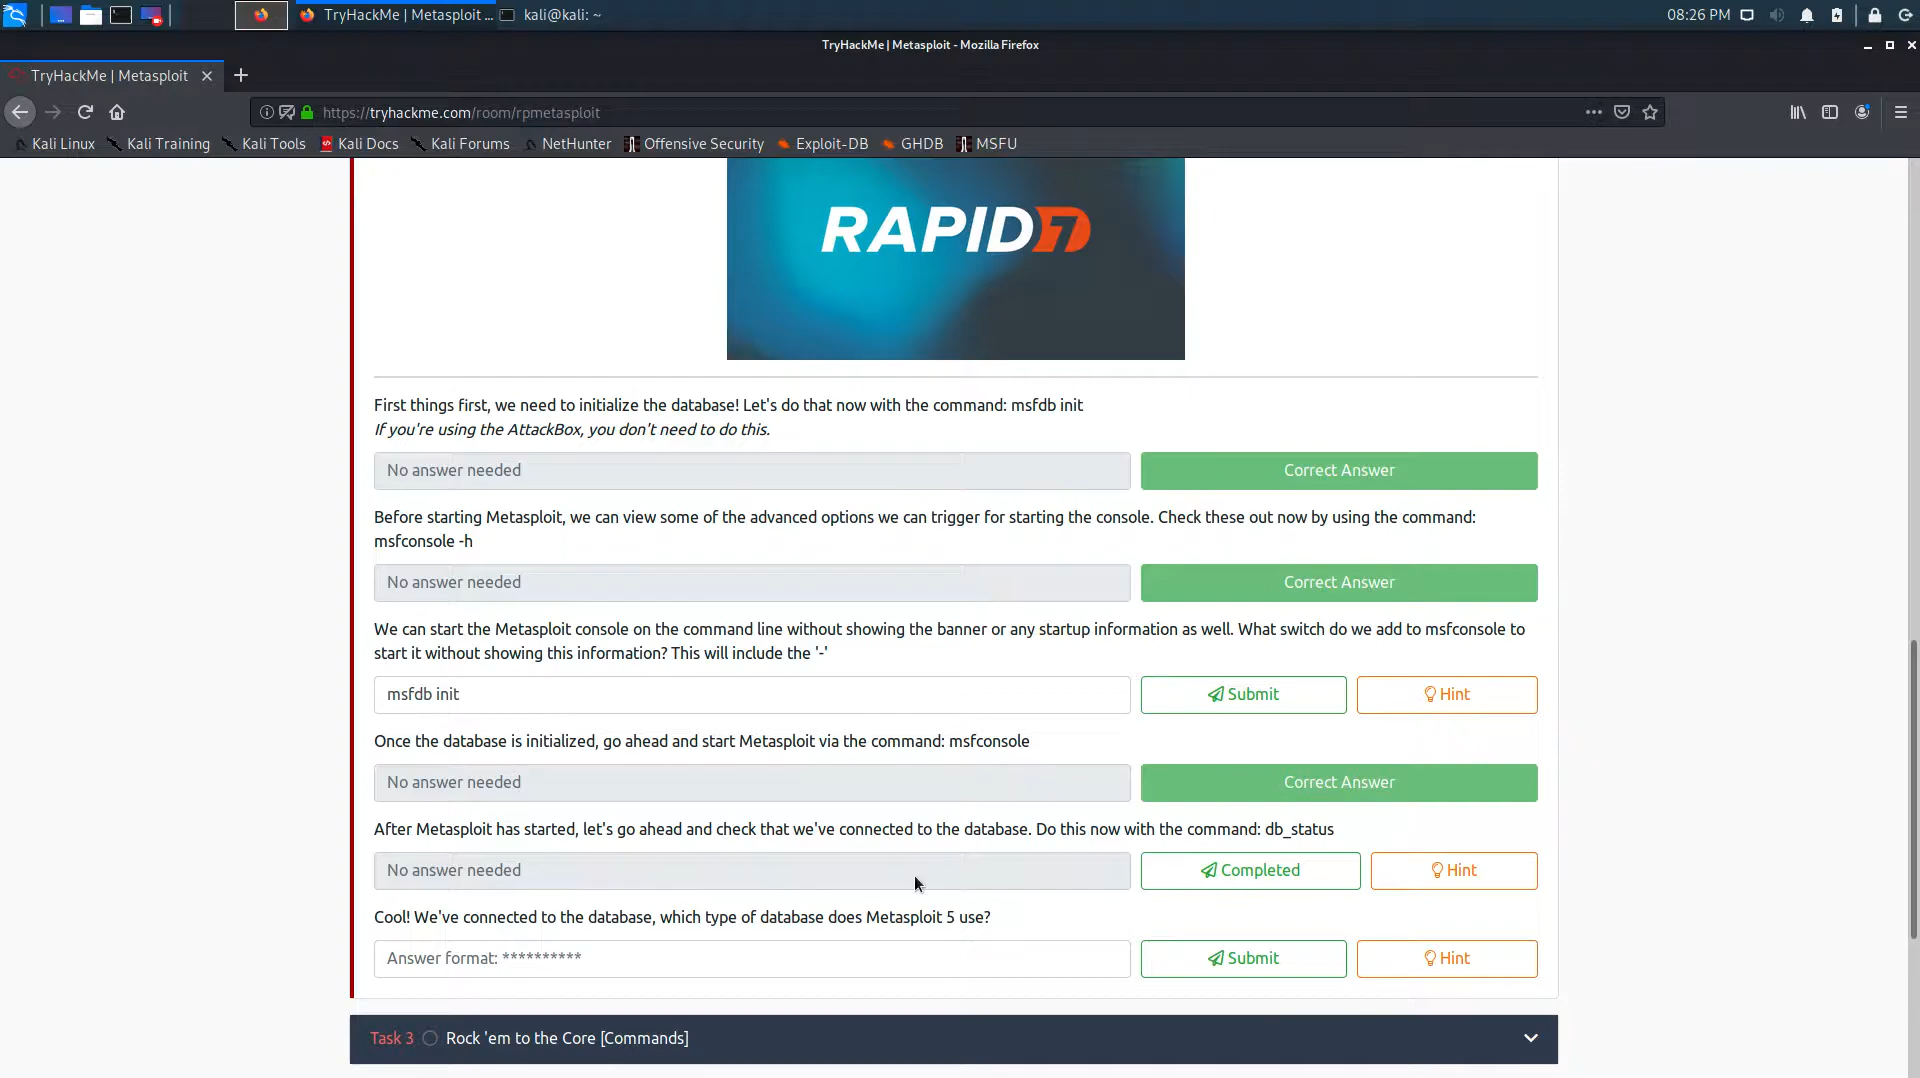 TryHackMe | Metasploit ...
kali@kali: ~
08:26 PM
TryHackMe | Metasploit - Mozilla Firefox
TryHackMe | Metasploit
https://tryhackme.com/room/rpmetasploit
Kali Linux
Kali Training
Kali Tools
Kali Docs
Kali Forums
NetHunter
Offensive Security
Exploit-DB
GHDB
MSFU
RAPID7
First things first, we need to initialize the database! Let's do that now with the command: msfdb init
If you're using the AttackBox, you don't need to do this.
No answer needed
Correct Answer
Before starting Metasploit, we can view some of the advanced options we can trigger for starting the console. Check these out now by using the command:
msfconsole -h
No answer needed
Correct Answer
We can start the Metasploit console on the command line without showing the banner or any startup information as well. What switch do we add to msfconsole to
start it without showing this information? This will include the '-'
msfdb init
Submit
Hint
Once the database is initialized, go ahead and start Metasploit via the command: msfconsole
No answer needed
Correct Answer
After Metasploit has started, let's go ahead and check that we've connected to the database. Do this now with the command: db_status
No answer needed
Completed
Hint
Cool! We've connected to the database, which type of database does Metasploit 5 use?
Answer format: **********
Submit
Hint
Task 3
Rock 'em to the Core [Commands]